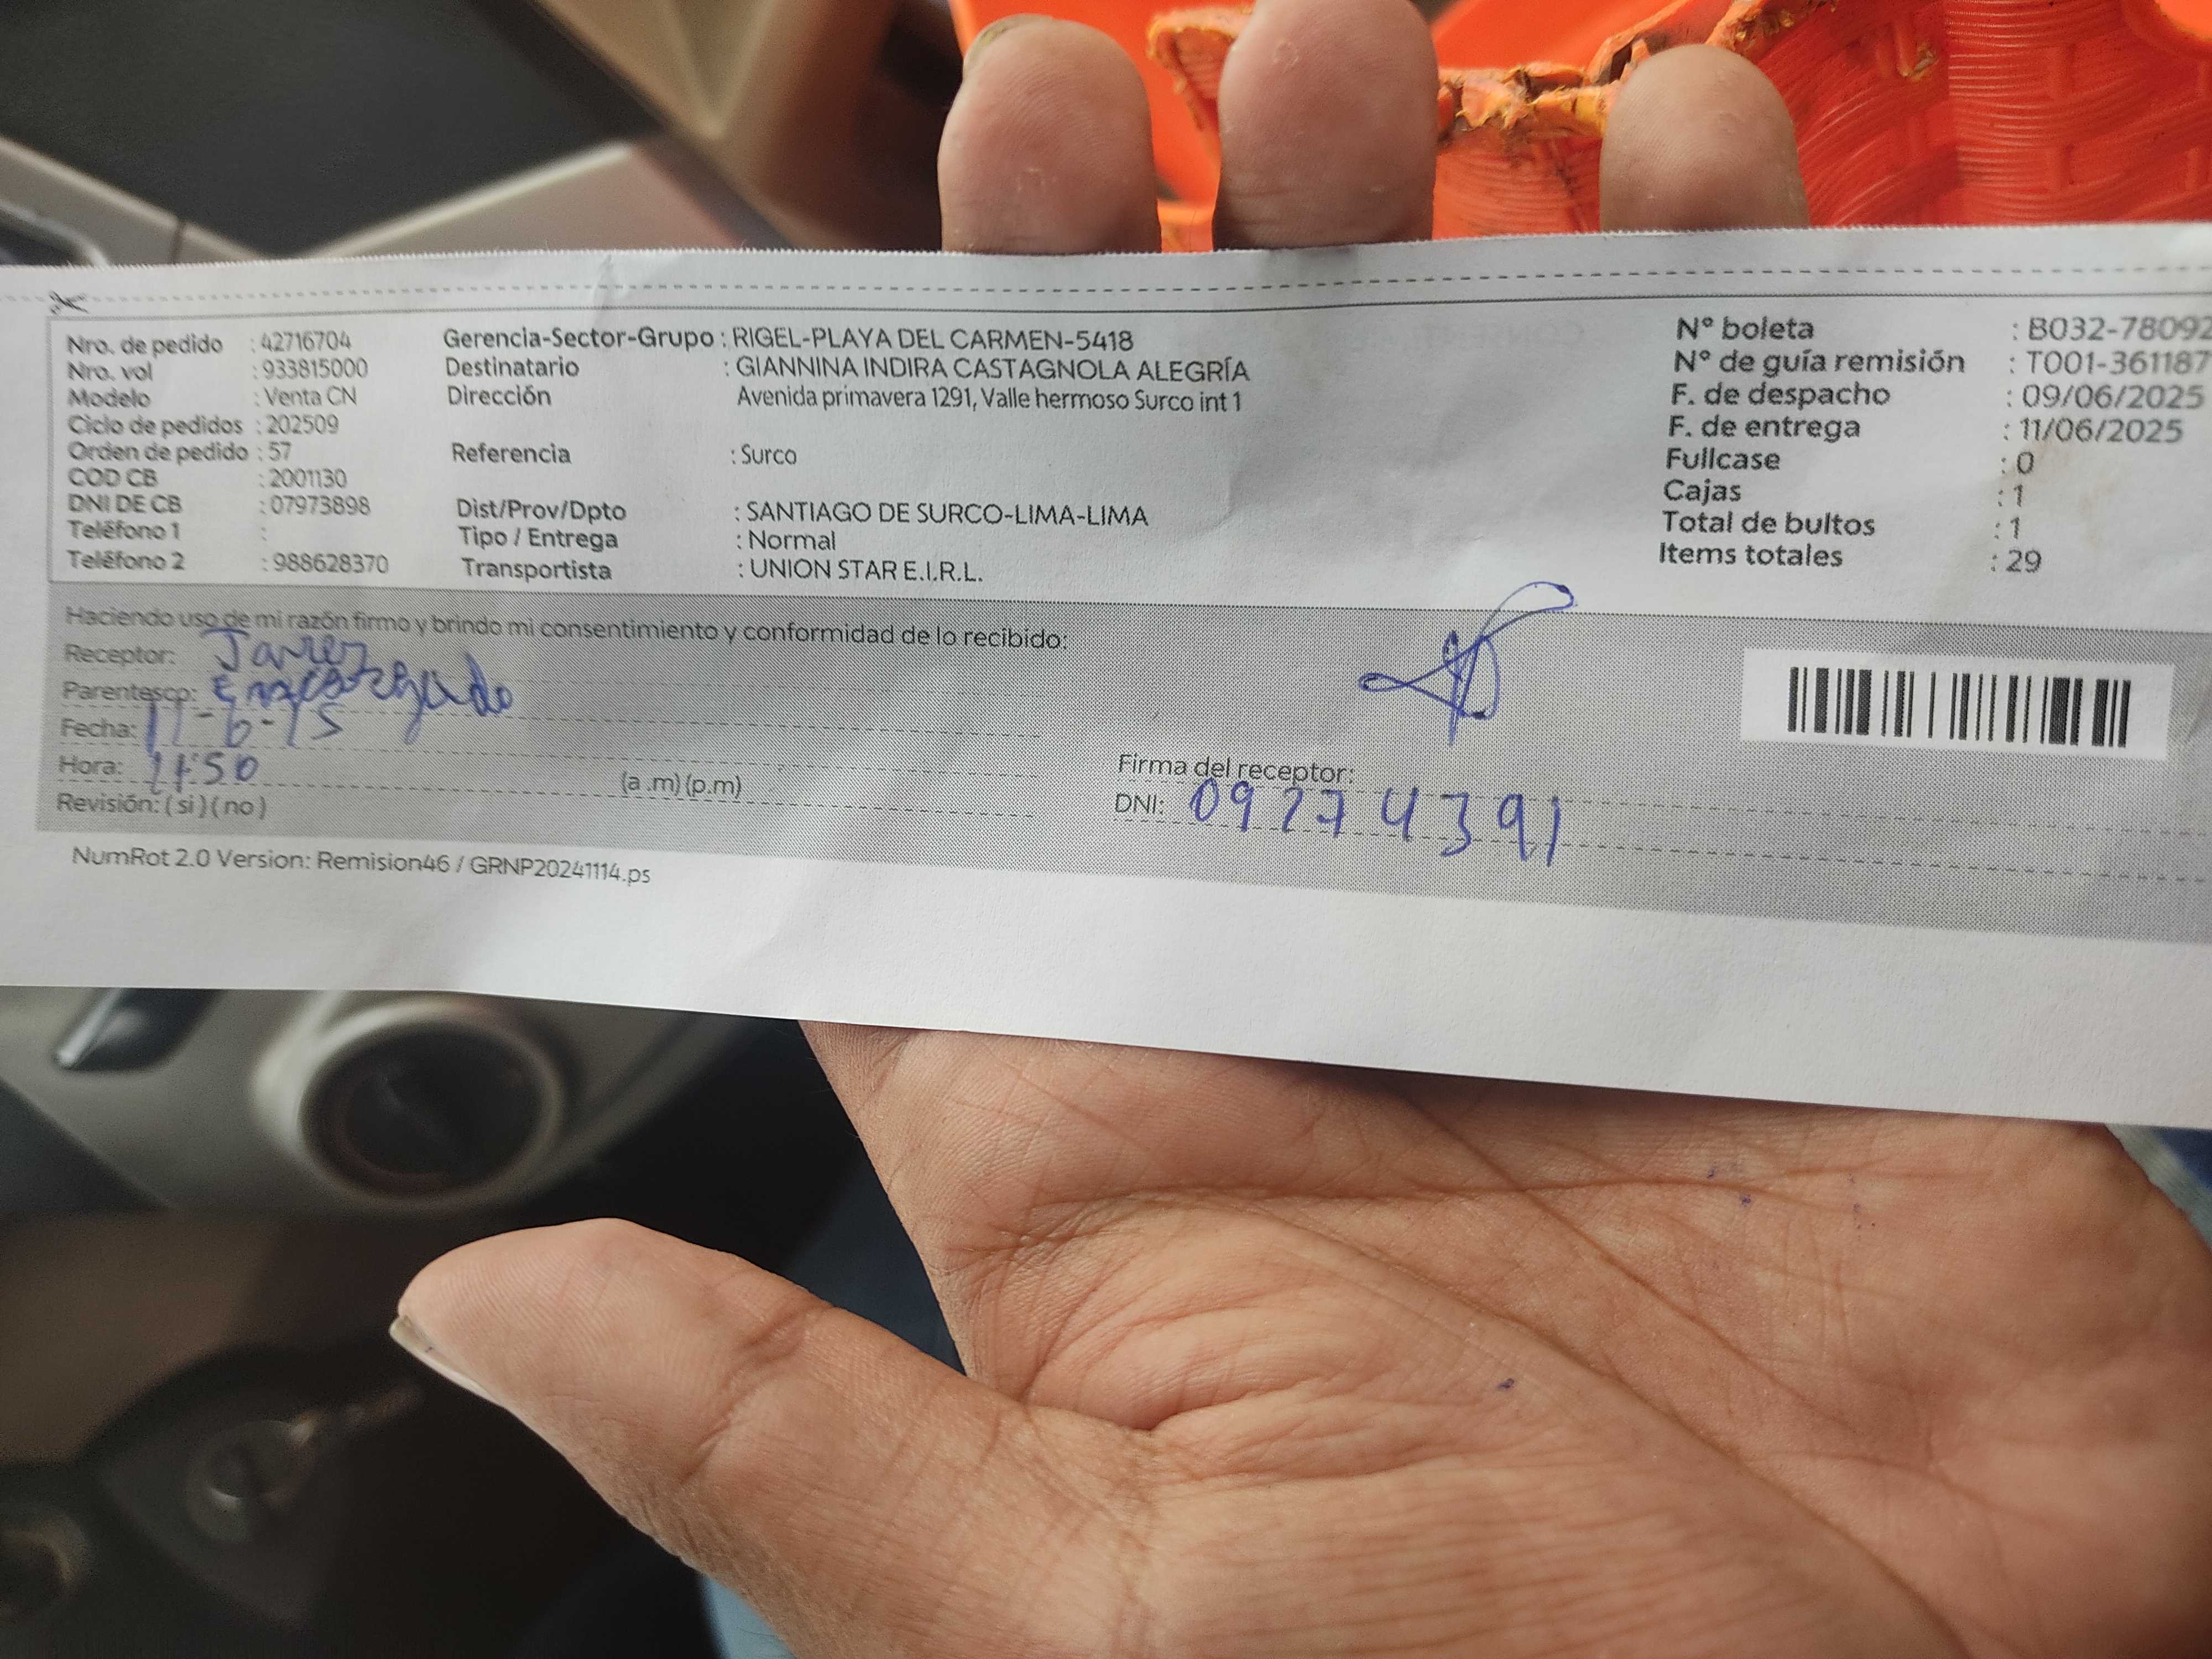 Nro. de pedido : 42716704
Nro. vol : 933815000
Modelo : Venta CN
Ciclo de pedidos : 202509
Orden de pedido : 57
COD CB : 2001130
DNI DE CB : 07973898
Teléfono 1 :
Teléfono 2 : 988628370
Gerencia-Sector-Grupo : RIGEL-PLAYA DEL CARMEN-5418
Destinatario : GIANNINA INDIRA CASTAGNOLA ALEGRÍA
Dirección Avenida primavera 1291, Valle hermoso Surco int 1
Referencia : Surco
Dist/Prov/Dpto : SANTIAGO DE SURCO-LIMA-LIMA
Tipo / Entrega : Normal
Transportista : UNION STAR E.I.R.L.
N° boleta : B032-78092
N° de guía remisión : T001-361187
F. de despacho : 09/06/2025
F. de entrega : 11/06/2025
Fullcase : 0
Cajas : 1
Total de bultos : 1
Items totales : 29
Haciendo uso de mi razón firmo y brindo mi consentimiento y conformidad de lo recibido:
Receptor:
Parentesco: Encargado
Fecha:
Hora: (a .m) (p.m)
Revisión: ( si ) ( no )
Firma del receptor:
DNI: 09274391
NumRot 2.0 Version: Remision46 / GRNP20241114.ps